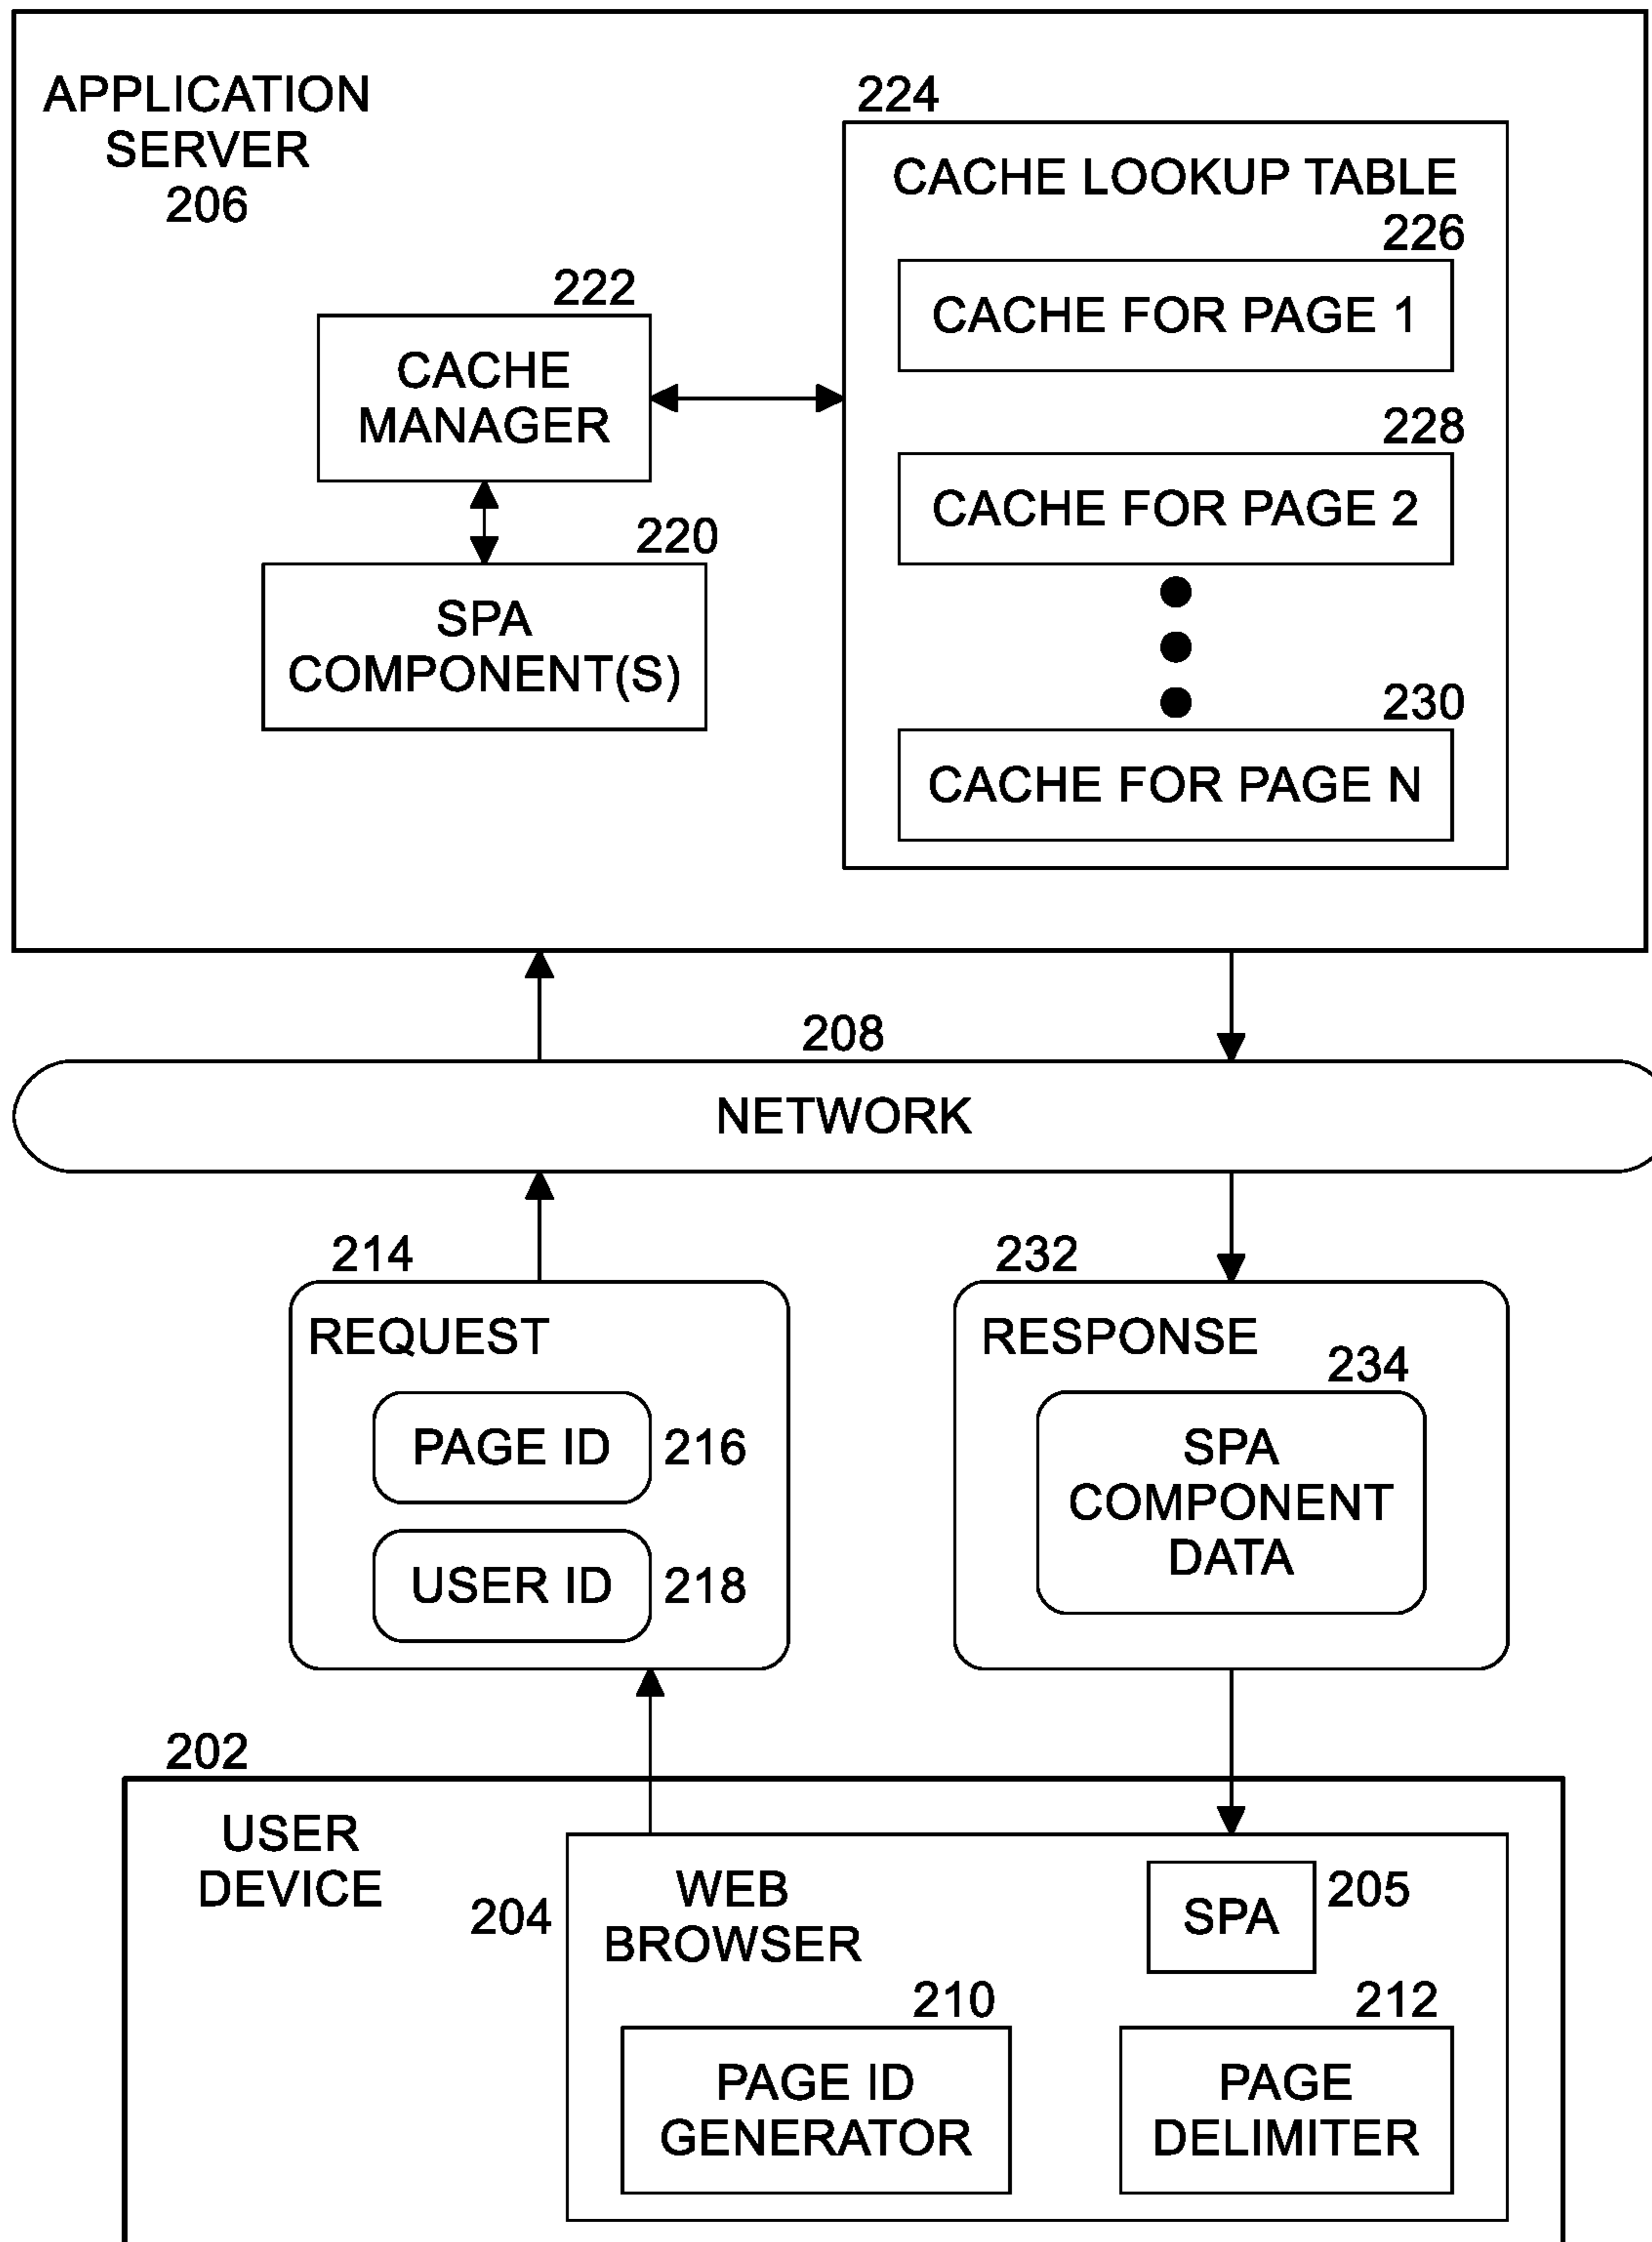 APPLICATION
SERVER
206
224
CACHE LOOKUP TABLE
226
CACHE FOR PAGE 1
228
CACHE FOR PAGE 2
230
CACHE FOR PAGE N
222
CACHE
MANAGER
220
SPA
COMPONENT(S)
208
NETWORK
214
REQUEST
PAGE ID 216
USER ID 218
232
RESPONSE
234
SPA
COMPONENT
DATA
202
USER
DEVICE
204
WEB
BROWSER
SPA 205
210
PAGE ID
GENERATOR
212
PAGE
DELIMITER